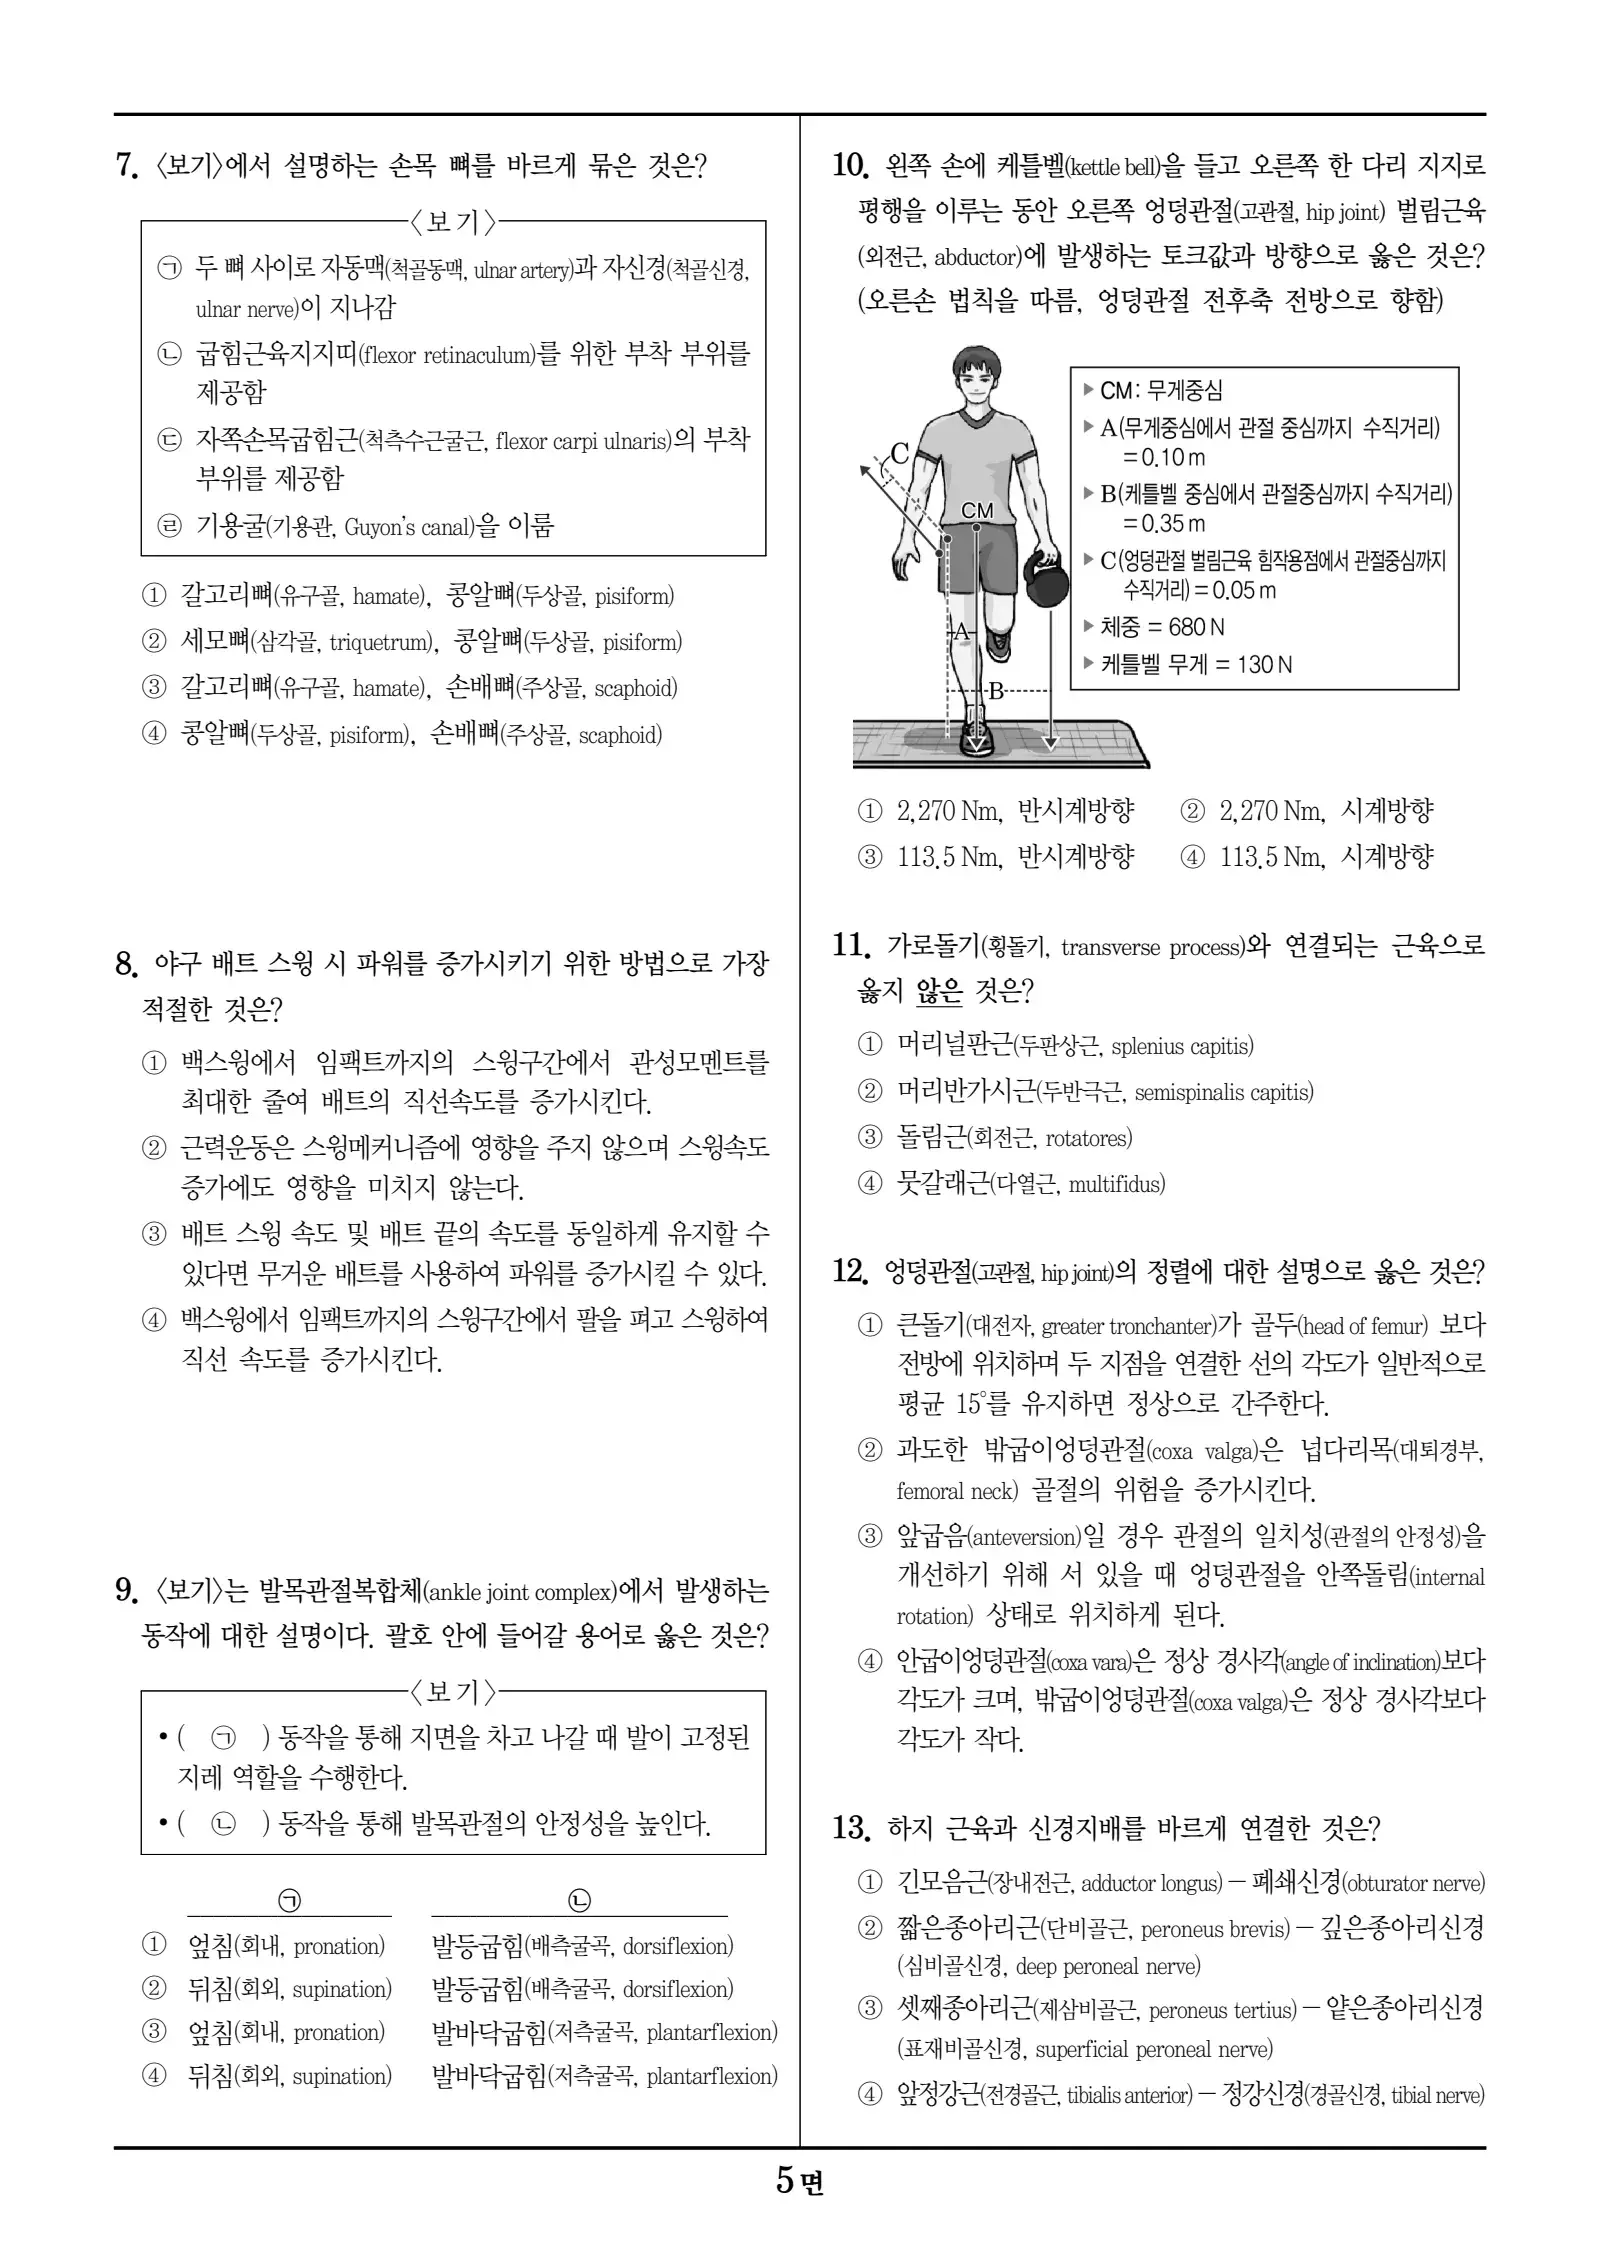 7. 〈보기〉에서 설명하는 손목 뼈를 바르게 묶은 것은?
〈보기〉
㉠ 두 뼈 사이로 자동맥(척골동맥, ulnar artery)과 자신경(척골신경,
ulnar nerve)이 지나감
㉡ 굽힘근육지지띠(flexor retinaculum)를 위한 부착 부위를
제공함
㉢ 자쪽손목굽힘근(척측수근굴근, flexor carpi ulnaris)의 부착
부위를 제공함
㉣ 기용굴(기용관, Guyon’s canal)을 이룸
① 갈고리뼈(유구골, hamate), 콩알뼈(두상골, pisiform)
② 세모뼈(삼각골, triquetrum), 콩알뼈(두상골, pisiform)
③ 갈고리뼈(유구골, hamate), 손배뼈(주상골, scaphoid)
④ 콩알뼈(두상골, pisiform), 손배뼈(주상골, scaphoid)
8. 야구 배트 스윙 시 파워를 증가시키기 위한 방법으로 가장
적절한 것은?
① 백스윙에서 임팩트까지의 스윙구간에서 관성모멘트를
최대한 줄여 배트의 직선속도를 증가시킨다.
② 근력운동은 스윙메커니즘에 영향을 주지 않으며 스윙속도
증가에도 영향을 미치지 않는다.
③ 배트 스윙 속도 및 배트 끝의 속도를 동일하게 유지할 수
있다면 무거운 배트를 사용하여 파워를 증가시킬 수 있다.
④ 백스윙에서 임팩트까지의 스윙구간에서 팔을 펴고 스윙하여
직선 속도를 증가시킨다.
9. 〈보기〉는 발목관절복합체(ankle joint complex)에서 발생하는
동작에 대한 설명이다. 괄호 안에 들어갈 용어로 옳은 것은?
〈보기〉
• ( ㉠ ) 동작을 통해 지면을 차고 나갈 때 발이 고정된
지레 역할을 수행한다.
• ( ㉡ ) 동작을 통해 발목관절의 안정성을 높인다.
㉠ ㉡
① 엎침(회내, pronation) 발등굽힘(배측굴곡, dorsiflexion)
② 뒤침(회외, supination) 발등굽힘(배측굴곡, dorsiflexion)
③ 엎침(회내, pronation) 발바닥굽힘(저측굴곡, plantarflexion)
④ 뒤침(회외, supination) 발바닥굽힘(저측굴곡, plantarflexion)
10. 왼쪽 손에 케틀벨(kettle bell)을 들고 오른쪽 한 다리 지지로
평행을 이루는 동안 오른쪽 엉덩관절(고관절, hip joint) 벌림근육
(외전근, abductor)에 발생하는 토크값과 방향으로 옳은 것은?
(오른손 법칙을 따름, 엉덩관절 전후축 전방으로 향함)
C
CM
A
B
▶ CM: 무게중심
▶ A(무게중심에서 관절 중심까지 수직거리)
= 0.10 m
▶ B(케틀벨 중심에서 관절중심까지 수직거리)
= 0.35 m
▶ C(엉덩관절 벌림근육 힘작용점에서 관절중심까지
수직거리) = 0.05 m
▶ 체중 = 680 N
▶ 케틀벨 무게 = 130 N
① 2,270 Nm, 반시계방향 ② 2,270 Nm, 시계방향
③ 113.5 Nm, 반시계방향 ④ 113.5 Nm, 시계방향
11. 가로돌기(횡돌기, transverse process)와 연결되는 근육으로
옳지 않은 것은?
① 머리널판근(두판상근, splenius capitis)
② 머리반가시근(두반극근, semispinalis capitis)
③ 돌림근(회전근, rotatores)
④ 뭇갈래근(다열근, multifidus)
12. 엉덩관절(고관절, hip joint)의 정렬에 대한 설명으로 옳은 것은?
① 큰돌기(대전자, greater tronchanter)가 골두(head of femur) 보다
전방에 위치하며 두 지점을 연결한 선의 각도가 일반적으로
평균 15°를 유지하면 정상으로 간주한다.
② 과도한 밖굽이엉덩관절(coxa valga)은 넙다리목(대퇴경부,
femoral neck) 골절의 위험을 증가시킨다.
③ 앞굽음(anteversion)일 경우 관절의 일치성(관절의 안정성)을
개선하기 위해 서 있을 때 엉덩관절을 안쪽돌림(internal
rotation) 상태로 위치하게 된다.
④ 안굽이엉덩관절(coxa vara)은 정상 경사각(angle of inclination)보다
각도가 크며, 밖굽이엉덩관절(coxa valga)은 정상 경사각보다
각도가 작다.
13. 하지 근육과 신경지배를 바르게 연결한 것은?
① 긴모음근(장내전근, adductor longus) – 폐쇄신경(obturator nerve)
② 짧은종아리근(단비골근, peroneus brevis) – 깊은종아리신경
(심비골신경, deep peroneal nerve)
③ 셋째종아리근(제삼비골근, peroneus tertius) – 얕은종아리신경
(표재비골신경, superficial peroneal nerve)
④ 앞정강근(전경골근, tibialis anterior) – 정강신경(경골신경, tibial nerve)
5 면